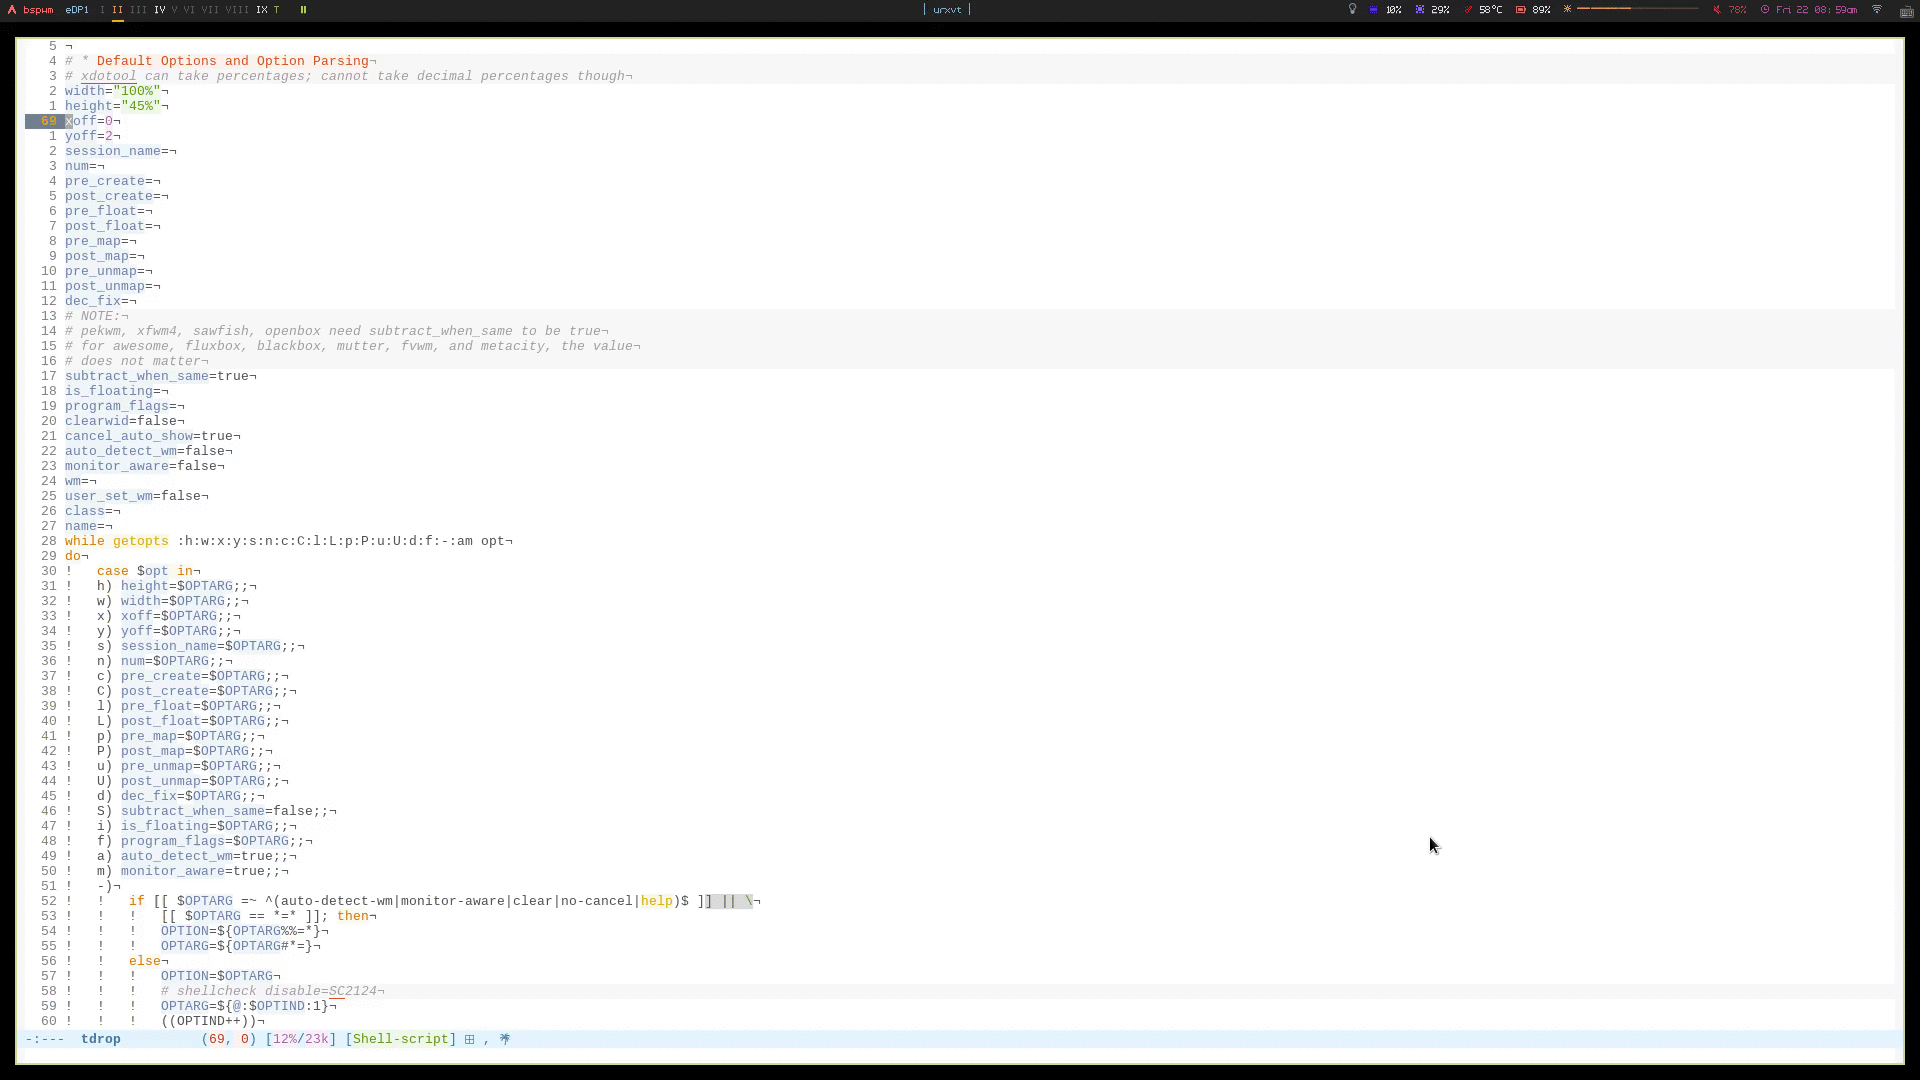 bspwm eDP1 I II III IV V VI VII VIII IX T
urxvt
10% 29% 58°C 89% 78% Fri 22 08:59am
5 ¬
4 # * Default Options and Option Parsing¬
3 # xdotool can take percentages; cannot take decimal percentages though¬
2 width="100%"¬
1 height="45%"¬
69 xoff=0¬
1 yoff=2¬
2 session_name=¬
3 num=¬
4 pre_create=¬
5 post_create=¬
6 pre_float=¬
7 post_float=¬
8 pre_map=¬
9 post_map=¬
10 pre_unmap=¬
11 post_unmap=¬
12 dec_fix=¬
13 # NOTE:¬
14 # pekwm, xfwm4, sawfish, openbox need subtract_when_same to be true¬
15 # for awesome, fluxbox, blackbox, mutter, fvwm, and metacity, the value¬
16 # does not matter¬
17 subtract_when_same=true¬
18 is_floating=¬
19 program_flags=¬
20 clearwid=false¬
21 cancel_auto_show=true¬
22 auto_detect_wm=false¬
23 monitor_aware=false¬
24 wm=¬
25 user_set_wm=false¬
26 class=¬
27 name=¬
28 while getopts :h:w:x:y:s:n:c:C:l:L:p:P:u:U:d:f:-:am opt¬
29 do¬
30 !   case $opt in¬
31 !   h) height=$OPTARG;;¬
32 !   w) width=$OPTARG;;¬
33 !   x) xoff=$OPTARG;;¬
34 !   y) yoff=$OPTARG;;¬
35 !   s) session_name=$OPTARG;;¬
36 !   n) num=$OPTARG;;¬
37 !   c) pre_create=$OPTARG;;¬
38 !   C) post_create=$OPTARG;;¬
39 !   l) pre_float=$OPTARG;;¬
40 !   L) post_float=$OPTARG;;¬
41 !   p) pre_map=$OPTARG;;¬
42 !   P) post_map=$OPTARG;;¬
43 !   u) pre_unmap=$OPTARG;;¬
44 !   U) post_unmap=$OPTARG;;¬
45 !   d) dec_fix=$OPTARG;;¬
46 !   S) subtract_when_same=false;;¬
47 !   i) is_floating=$OPTARG;;¬
48 !   f) program_flags=$OPTARG;;¬
49 !   a) auto_detect_wm=true;;¬
50 !   m) monitor_aware=true;;¬
51 !   -)¬
52 !   !   if [[ $OPTARG =~ ^(auto-detect-wm|monitor-aware|clear|no-cancel|help)$ ]] || \¬
53 !   !   !   [[ $OPTARG == *=* ]]; then¬
54 !   !   !   OPTION=${OPTARG%%=*}¬
55 !   !   !   OPTARG=${OPTARG#*=}¬
56 !   !   else¬
57 !   !   !   OPTION=$OPTARG¬
58 !   !   !   # shellcheck disable=SC2124¬
59 !   !   !   OPTARG=${@:$OPTIND:1}¬
60 !   !   !   ((OPTIND++))¬
-:---  tdrop          (69, 0) [12%/23k] [Shell-script] ,